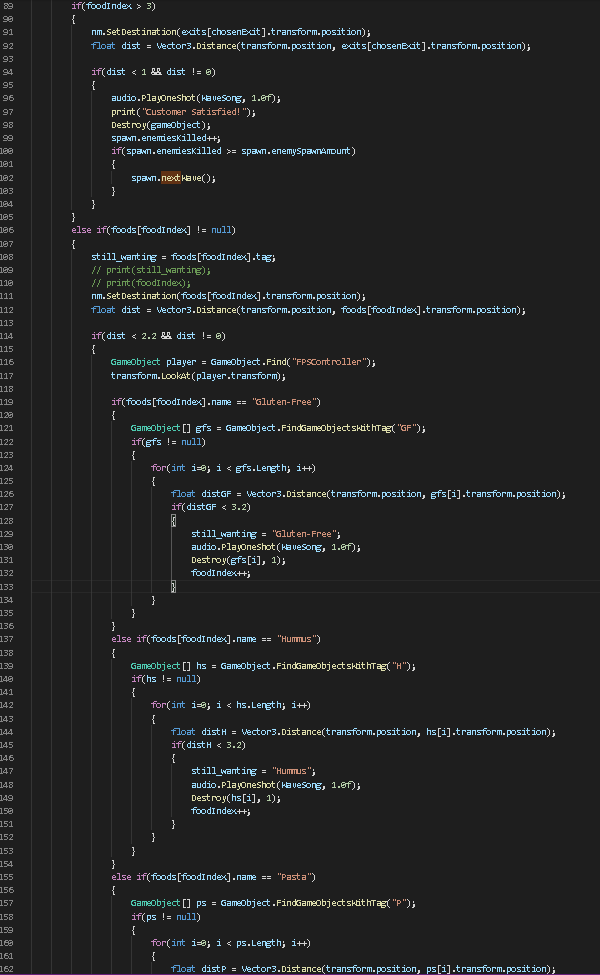 89 if(foodIndex > 3)
90 {
91 nm.SetDestination(exits[chosenExit].transform.position);
92 float dist = Vector3.Distance(transform.position, exits[chosenExit].transform.position);
93
94 if(dist < 1 && dist != 0)
95 {
96 audio.PlayOneShot(WaveSong, 1.0f);
97 print("Customer Satisfied!");
98 Destroy(gameObject);
99 spawn.enemiesKilled++;
100 if(spawn.enemiesKilled >= spawn.enemySpawnAmount)
101 {
102 spawn.nextWave();
103 }
104 }
105 }
106 else if(foods[foodIndex] != null)
107 {
108 still_wanting = foods[foodIndex].tag;
109 // print(still_wanting);
110 // print(foodIndex);
111 nm.SetDestination(foods[foodIndex].transform.position);
112 float dist = Vector3.Distance(transform.position, foods[foodIndex].transform.position);
113
114 if(dist < 2.2 && dist != 0)
115 {
116 GameObject player = GameObject.Find("FPSController");
117 transform.LookAt(player.transform);
118
119 if(foods[foodIndex].name == "Gluten-Free")
120 {
121 GameObject[] gfs = GameObject.FindGameObjectsWithTag("GF");
122 if(gfs != null)
123 {
124 for(int i=0; i < gfs.Length; i++)
125 {
126 float distGF = Vector3.Distance(transform.position, gfs[i].transform.position);
127 if(distGF < 3.2)
128 {
129 still_wanting = "Gluten-Free";
130 audio.PlayOneShot(WaveSong, 1.0f);
131 Destroy(gfs[i], 1);
132 foodIndex++;
133 }
134 }
135 }
136 }
137 else if(foods[foodIndex].name == "Hummus")
138 {
139 GameObject[] hs = GameObject.FindGameObjectsWithTag("H");
140 if(hs != null)
141 {
142 for(int i=0; i < hs.Length; i++)
143 {
144 float distH = Vector3.Distance(transform.position, hs[i].transform.position);
145 if(distH < 3.2)
146 {
147 still_wanting = "Hummus";
148 audio.PlayOneShot(WaveSong, 1.0f);
149 Destroy(hs[i], 1);
150 foodIndex++;
151 }
152 }
153 }
154 }
155 else if(foods[foodIndex].name == "Pasta")
156 {
157 GameObject[] ps = GameObject.FindGameObjectsWithTag("P");
158 if(ps != null)
159 {
160 for(int i=0; i < ps.Length; i++)
161 {
162 float distP = Vector3.Distance(transform.position, ps[i].transform.position);